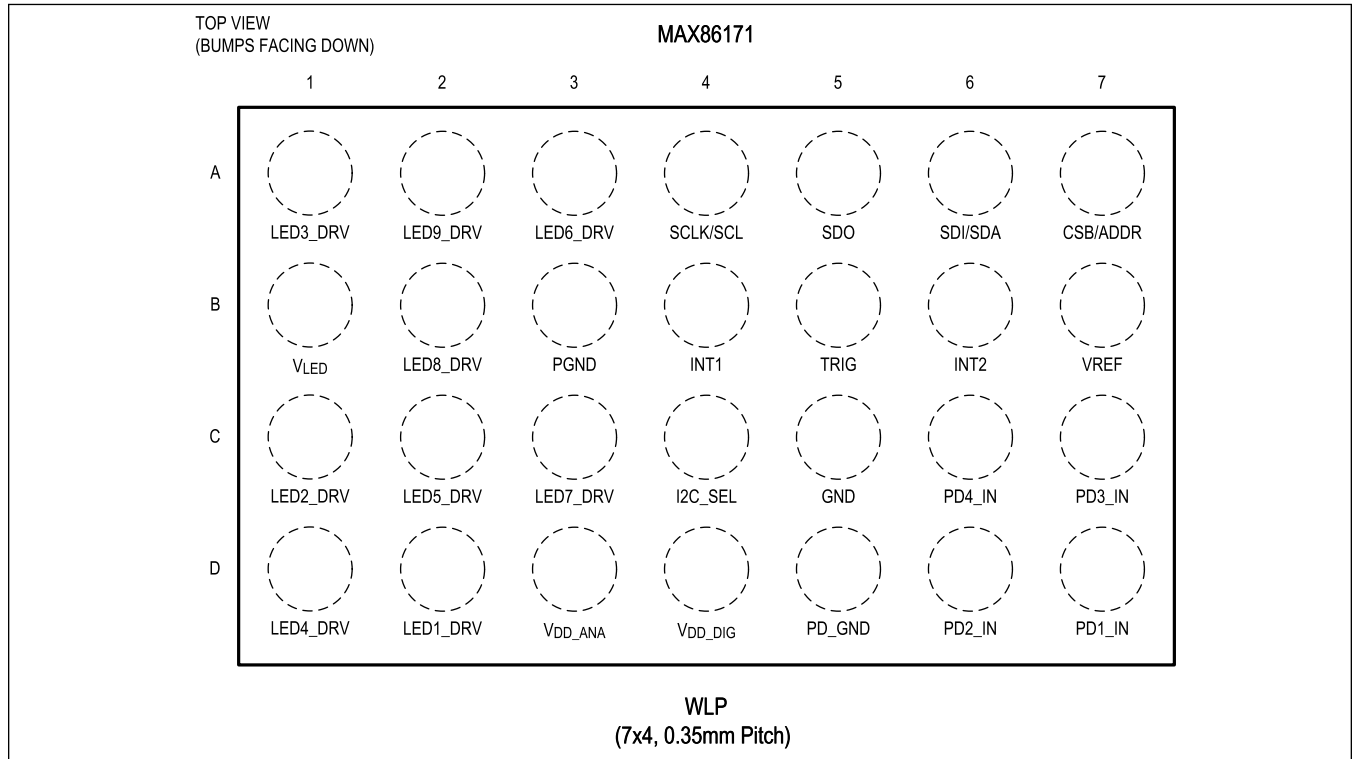 TOP VIEW
(BUMPS FACING DOWN)
MAX86171
1 2 3 4 5 6 7
A
LED3_DRV LED9_DRV LED6_DRV SCLK/SCL SDO SDI/SDA CSB/ADDR
B
VLED LED8_DRV PGND INT1 TRIG INT2 VREF
C
LED2_DRV LED5_DRV LED7_DRV I2C_SEL GND PD4_IN PD3_IN
D
LED4_DRV LED1_DRV VDD_ANA VDD_DIG PD_GND PD2_IN PD1_IN
WLP
(7x4, 0.35mm Pitch)